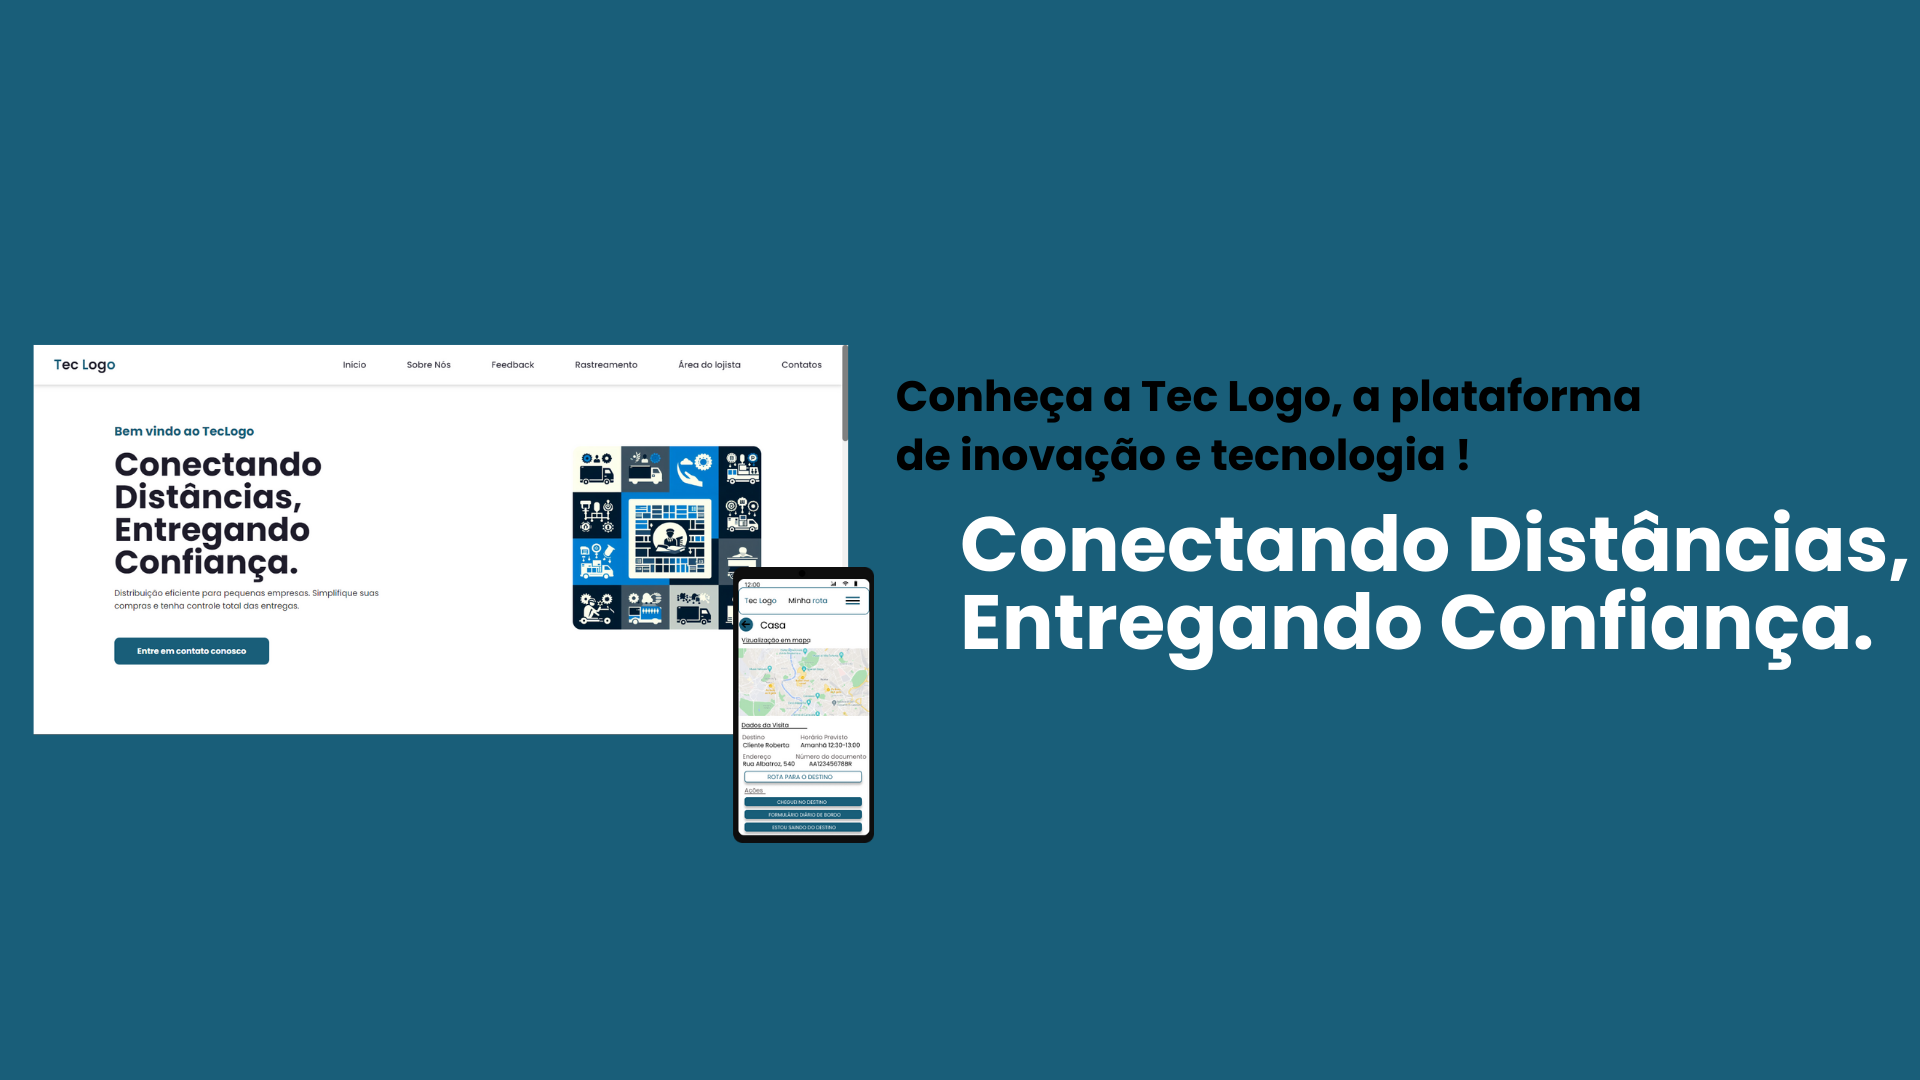 Tec Logo
Início Sobre Nós Feedback Rastreamento Área do lojista Contatos
Bem vindo ao TecLogo
Conectando
Distâncias,
Entregando
Confiança.
Distribuição eficiente para pequenas empresas. Simplifique suas
compras e tenha controle total das entregas.
Entre em contato conosco
12:00
Tec Logo Minha rota
Casa
Vizualização em mapa
Dados da Visita
Destino Horário Previsto
Cliente Roberto Amanhã 12:30-13:00
Endereço Número do documento
Rua Albatroz, 540 AA123456788R
ROTA PARA O DESTINO
Ações
CHEGUEI NO DESTINO
FORMULÁRIO DIÁRIO DE BORDO
ESTOU SAINDO DO DESTINO
Conheça a Tec Logo, a plataforma
de inovação e tecnologia !
Conectando Distâncias,
Entregando Confiança.